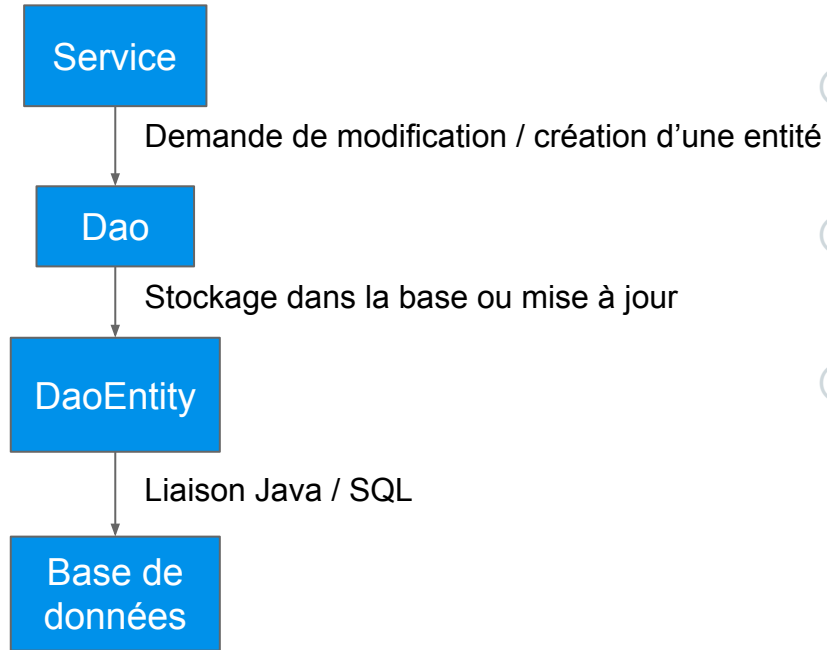 Service
Demande de modification / création d’une entité
Dao
Stockage dans la base ou mise à jour
DaoEntity
Liaison Java / SQL
Base de
données